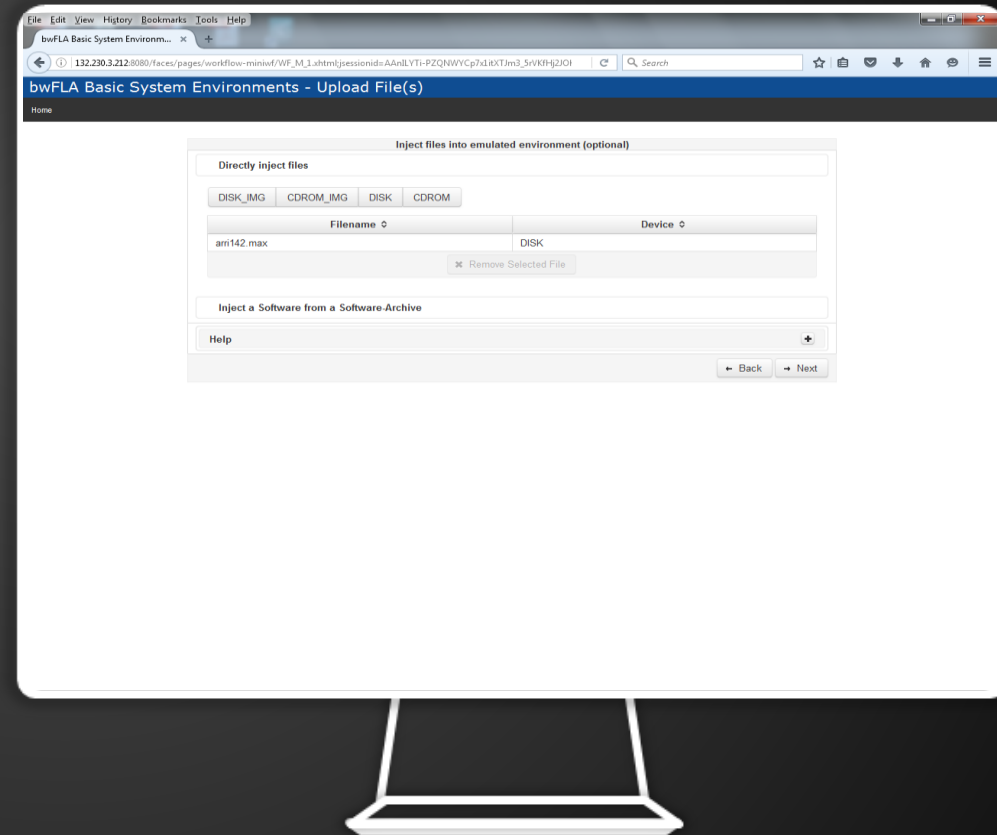 File Edit View History Bookmarks Tools Help
bwFLA Basic System Environm...
132.230.3.212:8080/faces/pages/workflow-miniwf/WF_M_1.xhtml;jsessionid=
Search
bwFLA Basic System Environments - Upload File(s)
Home
Inject files into emulated environment (optional)
Directly inject files
DISK_IMG CDROM_IMG DISK CDROM
Filename Device
arri142.max DISK
Remove Selected File
Inject a Software from a Software-Archive
Help
Back Next